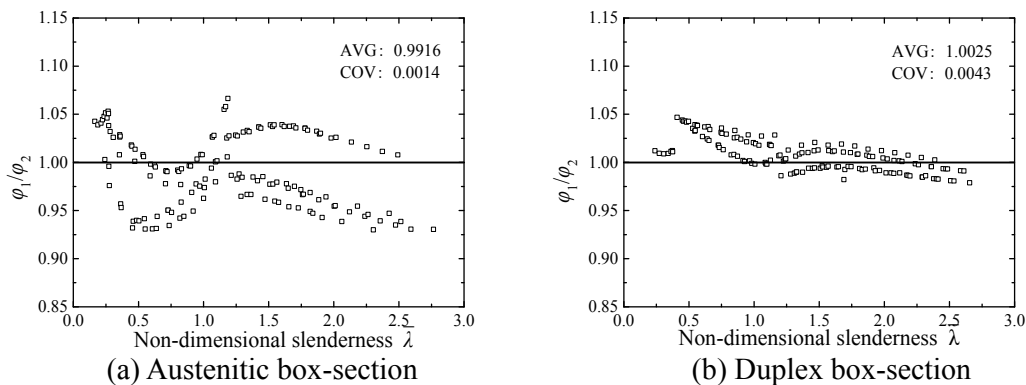 1.15
1.10
1.05
1.00
0.95
0.90
0.85
φ1/φ2
AVG: 0.9916
COV: 0.0014
0.0 0.5 1.0 1.5 2.0 2.5 3.0
Non-dimensional slenderness λ̅
(a) Austenitic box-section
1.15
1.10
1.05
1.00
0.95
0.90
0.85
φ1/φ2
AVG: 1.0025
COV: 0.0043
0.0 0.5 1.0 1.5 2.0 2.5 3.0
Non-dimensional slenderness λ̅
(b) Duplex box-section